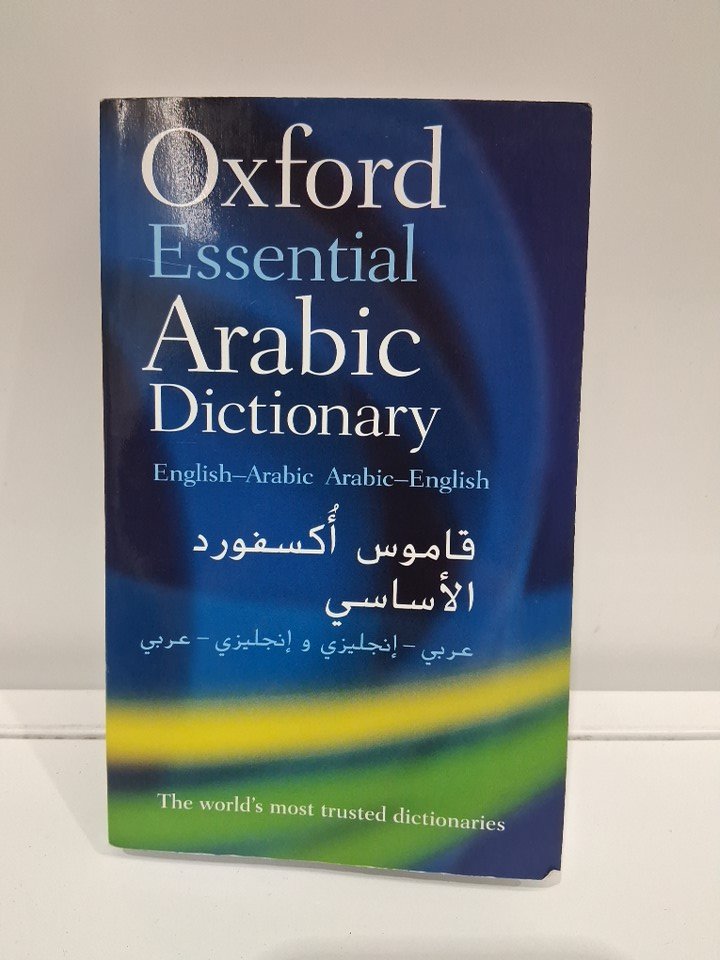 Oxford
Essential
Arabic
Dictionary
English–Arabic Arabic–English
قاموس أُكسفورد
الأساسي
عربي – إنجليزي و إنجليزي – عربي
The world's most trusted dictionaries